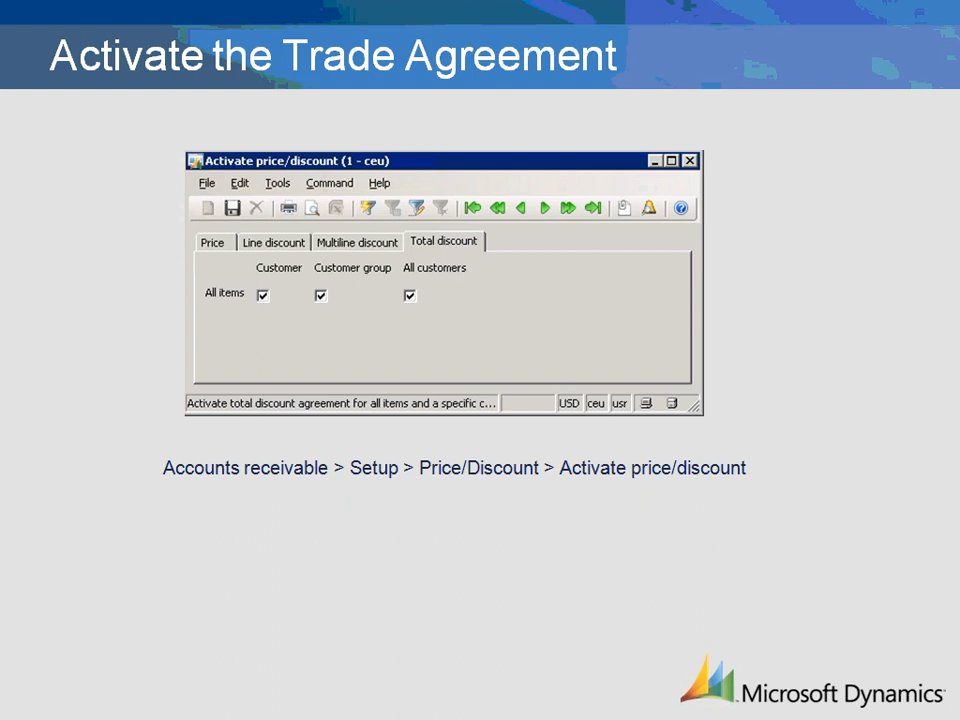 Activate the Trade Agreement
Activate price/discount (1 - ceu)
File Edit Tools Command Help
Price Line discount Multiline discount Total discount
Customer Customer group All customers
All items
Activate total discount agreement for all items and a specific c... USD ceu usr
Accounts receivable > Setup > Price/Discount > Activate price/discount
Microsoft Dynamics